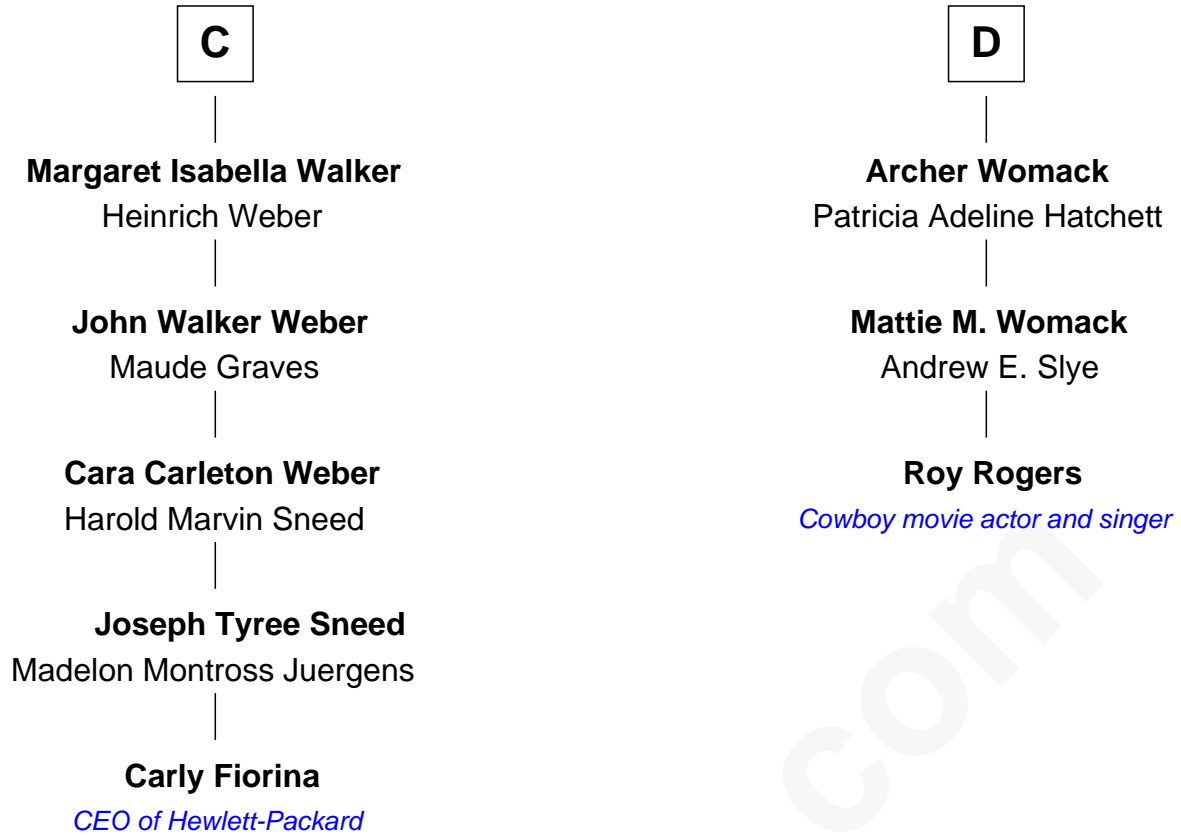 C
Margaret Isabella Walker
Heinrich Weber
John Walker Weber
Maude Graves
Cara Carleton Weber
Harold Marvin Sneed
Joseph Tyree Sneed
Madelon Montross Juergens
Carly Fiorina
CEO of Hewlett-Packard
D
Archer Womack
Patricia Adeline Hatchett
Mattie M. Womack
Andrew E. Slye
Roy Rogers
Cowboy movie actor and singer
com